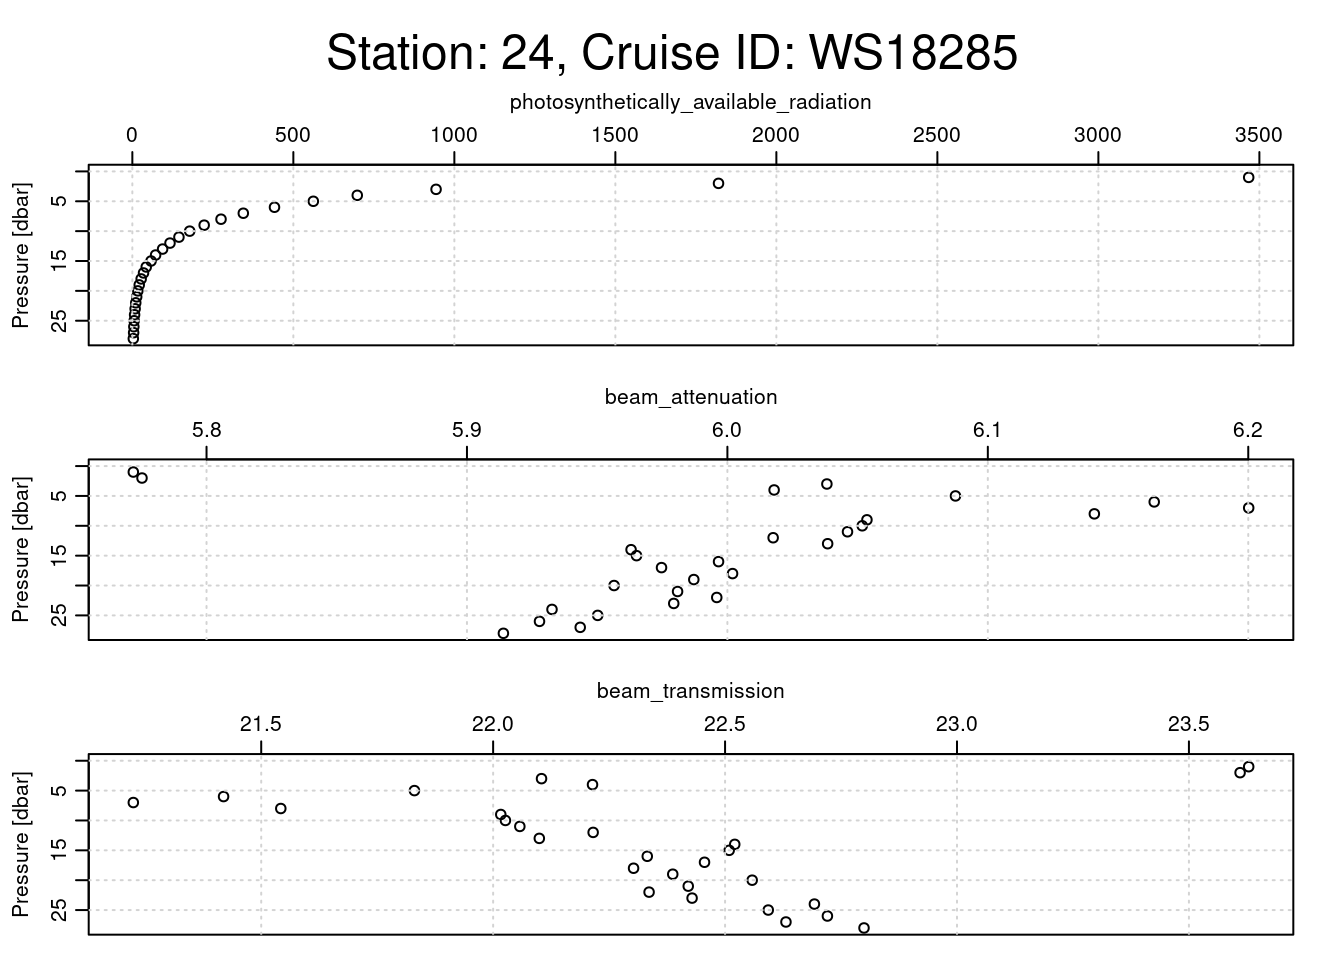 Station: 24, Cruise ID: WS18285
photosynthetically_available_radiation
0 500 1000 1500 2000 2500 3000 3500
Pressure [dbar]
5
15
25
beam_attenuation
5.8 5.9 6.0 6.1 6.2
Pressure [dbar]
5
15
25
beam_transmission
21.5 22.0 22.5 23.0 23.5
Pressure [dbar]
5
15
25